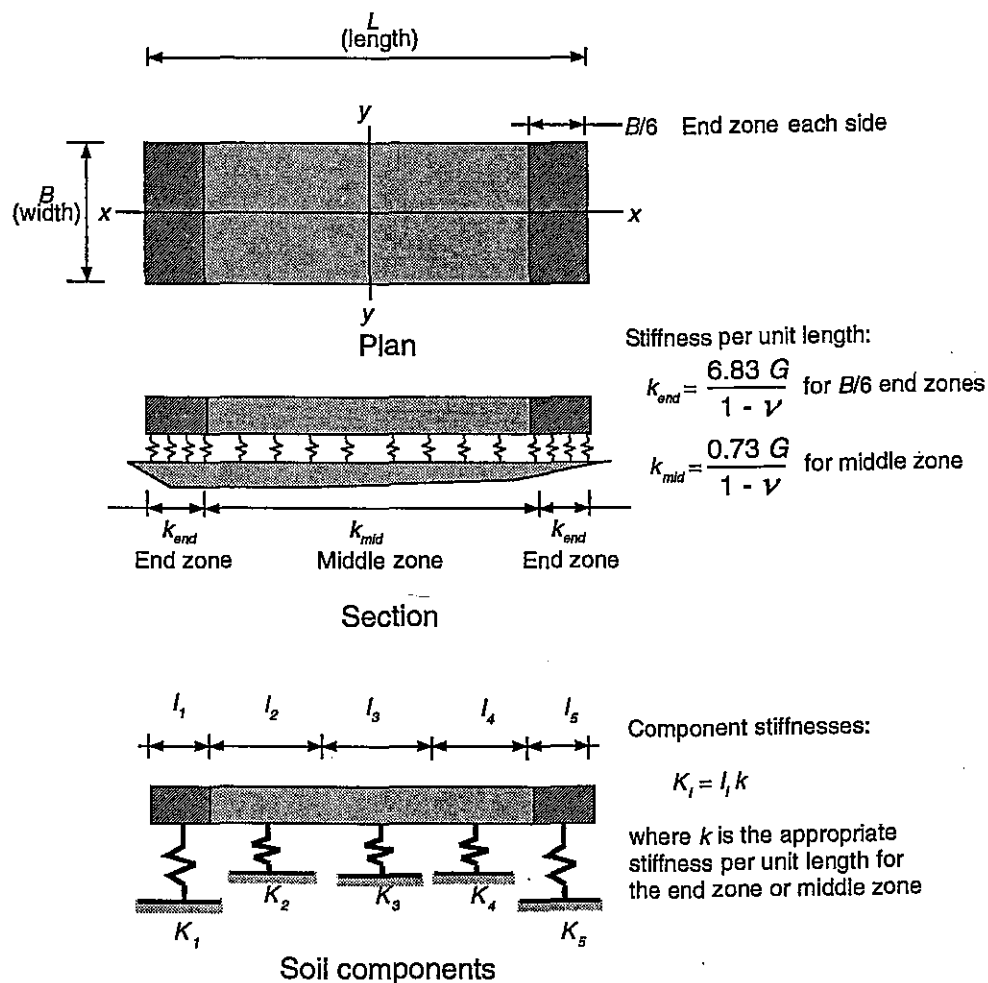 L
(length)
y
B/6 End zone each side
B
(width)
x
x
y
Plan
Stiffness per unit length:
k_end = 6.83 G / 1 - ν for B/6 end zones
k_mid = 0.73 G / 1 - ν for middle zone
k_end k_mid k_end
End zone Middle zone End zone
Section
l_1 l_2 l_3 l_4 l_5
Component stiffnesses:
K_i = l_i k
where k is the appropriate
stiffness per unit length for
the end zone or middle zone
K_1 K_2 K_3 K_4 K_5
Soil components